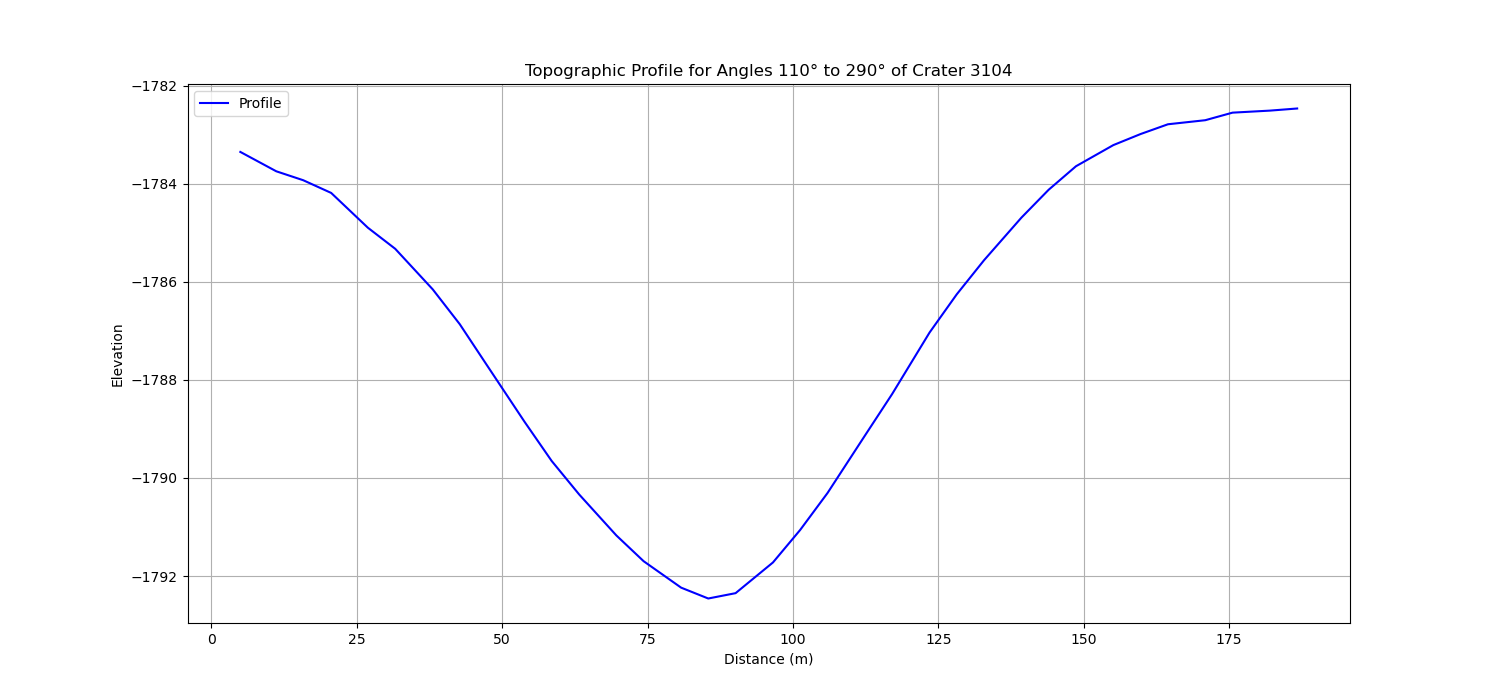 Topographic Profile for Angles 110° to 290° of Crater 3104
Profile
−1782
−1784
−1786
−1788
−1790
−1792
Elevation
0 25 50 75 100 125 150 175
Distance (m)